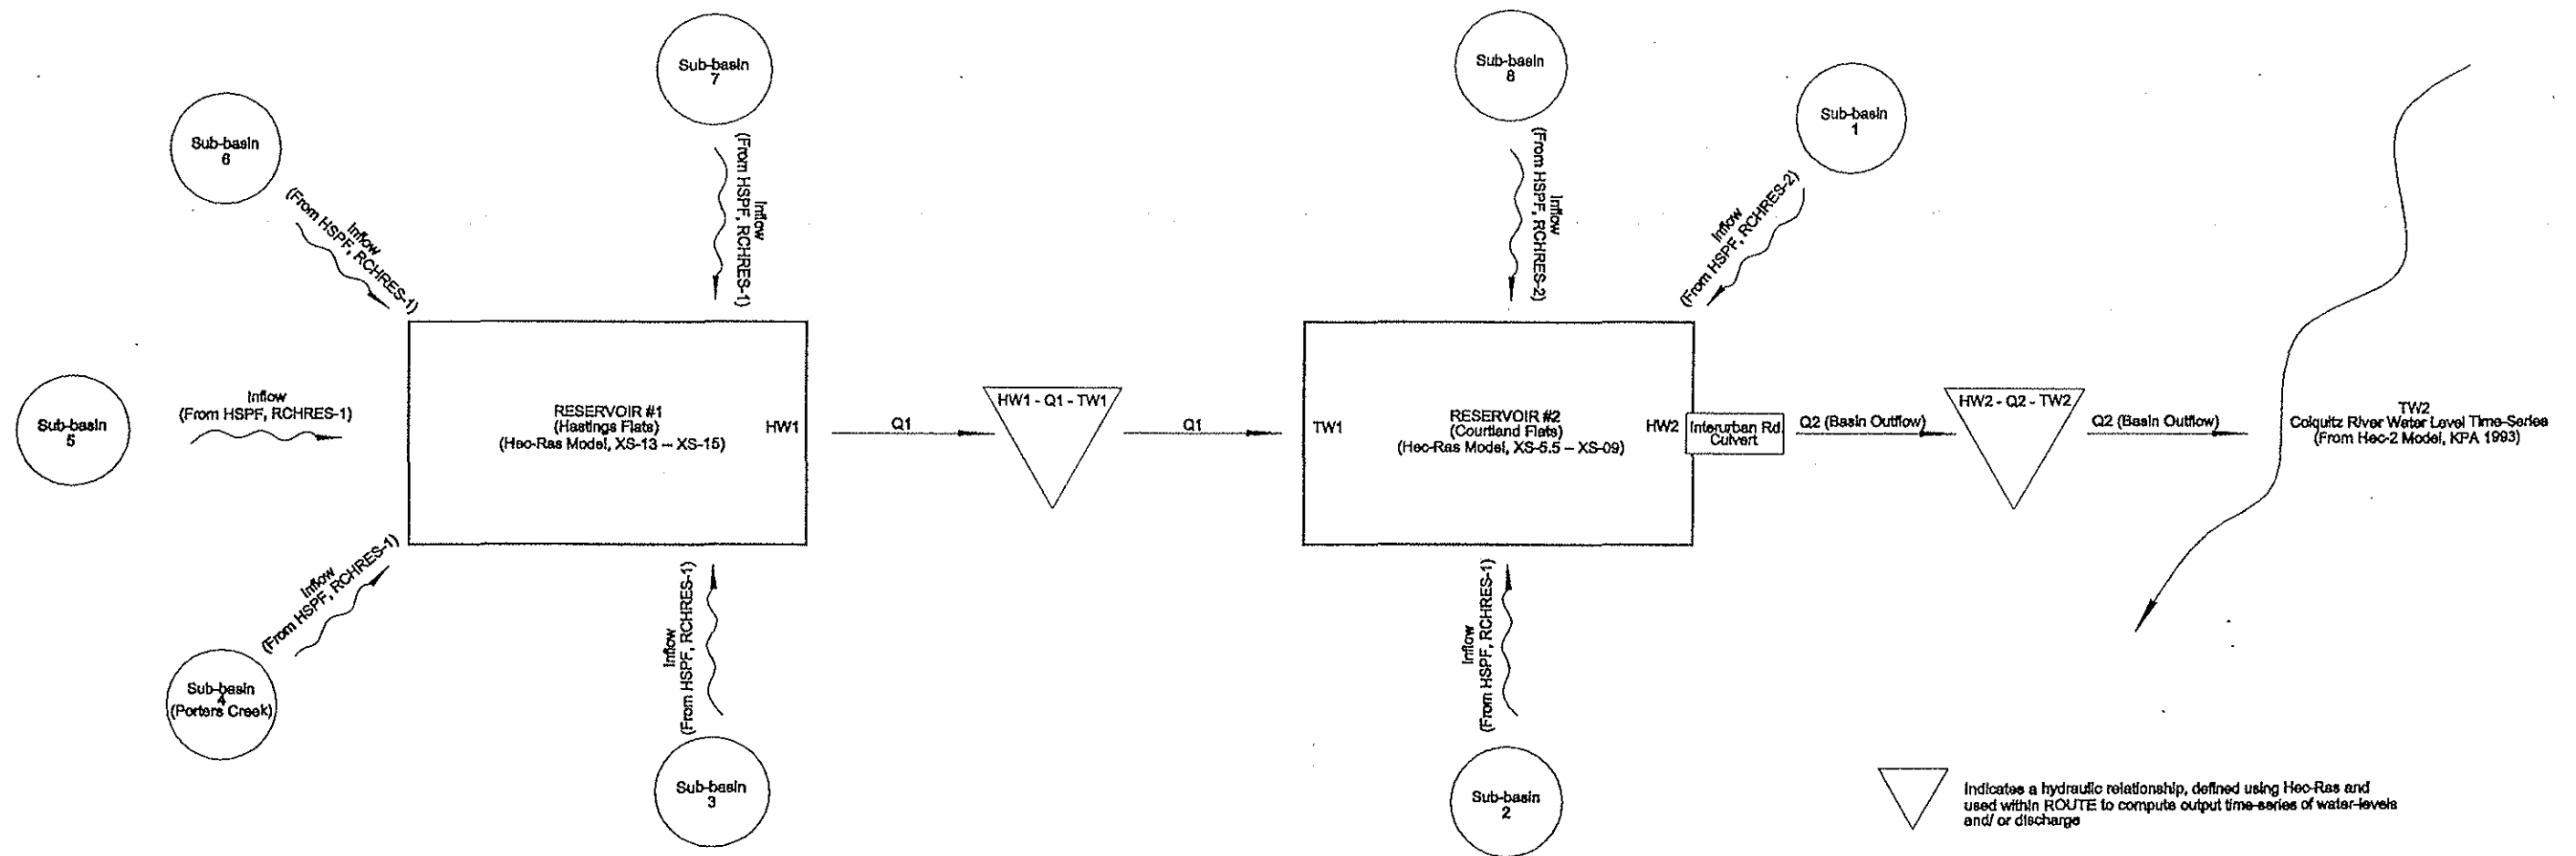 Sub-basin
6
Inflow
(From HSPF, RCHRES-1)
Sub-basin
7
Inflow
(From HSPF, RCHRES-1)
Sub-basin
5
Inflow
(From HSPF, RCHRES-1)
Sub-basin
4
(Porters Creek)
Inflow
(From HSPF, RCHRES-1)
Sub-basin
3
Inflow
(From HSPF, RCHRES-1)
RESERVOIR #1
(Hastings Flats)
(Hec-Ras Model, XS-13 – XS-15)
HW1
Q1
HW1 - Q1 - TW1
Q1
Sub-basin
8
Inflow
(From HSPF, RCHRES-2)
Sub-basin
1
Inflow
(From HSPF, RCHRES-2)
TW1
RESERVOIR #2
(Courtland Flats)
(Hec-Ras Model, XS-5.5 – XS-09)
HW2
Interurban Rd.
Culvert
Sub-basin
2
Inflow
(From HSPF, RCHRES-1)
Q2 (Basin Outflow)
HW2 - Q2 - TW2
Q2 (Basin Outflow)
TW2
Colquitz River Water Level Time-Series
(From Hec-2 Model, KPA 1993)
Indicates a hydraulic relationship, defined using Hec-Ras and
used within ROUTE to compute output time-series of water-levels
and/ or discharge